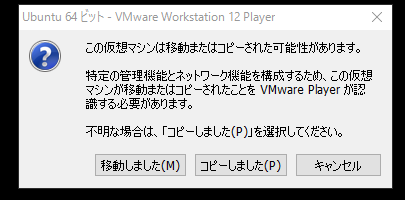 Ubuntu 64 ビット - VMware Workstation 12 Player
この仮想マシンは移動またはコピーされた可能性があります。
特定の管理機能とネットワーク機能を構成するため、この仮想
マシンが移動またはコピーされたことを VMware Player が認
識する必要があります。
不明な場合は、「コピーしました(P)」を選択してください。
移動しました(M)
コピーしました(P)
キャンセル